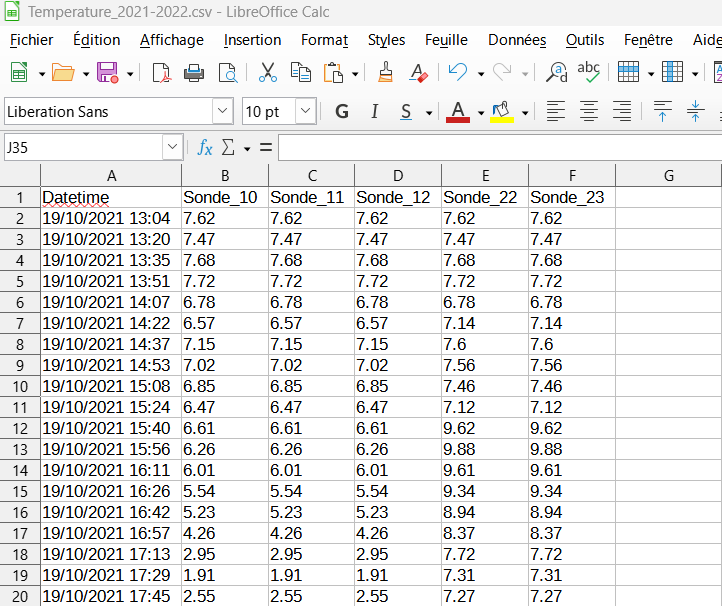 Temperature_2021-2022.csv - LibreOffice Calc
Fichier Édition Affichage Insertion Format Styles Feuille Données Outils Fenêtre Aide
Liberation Sans 10 pt G I S A
J35 fx Σ =
A B C D E F G
1 Datetime Sonde_10 Sonde_11 Sonde_12 Sonde_22 Sonde_23
2 19/10/2021 13:04 7.62 7.62 7.62 7.62 7.62
3 19/10/2021 13:20 7.47 7.47 7.47 7.47 7.47
4 19/10/2021 13:35 7.68 7.68 7.68 7.68 7.68
5 19/10/2021 13:51 7.72 7.72 7.72 7.72 7.72
6 19/10/2021 14:07 6.78 6.78 6.78 6.78 6.78
7 19/10/2021 14:22 6.57 6.57 6.57 7.14 7.14
8 19/10/2021 14:37 7.15 7.15 7.15 7.6 7.6
9 19/10/2021 14:53 7.02 7.02 7.02 7.56 7.56
10 19/10/2021 15:08 6.85 6.85 6.85 7.46 7.46
11 19/10/2021 15:24 6.47 6.47 6.47 7.12 7.12
12 19/10/2021 15:40 6.61 6.61 6.61 9.62 9.62
13 19/10/2021 15:56 6.26 6.26 6.26 9.88 9.88
14 19/10/2021 16:11 6.01 6.01 6.01 9.61 9.61
15 19/10/2021 16:26 5.54 5.54 5.54 9.34 9.34
16 19/10/2021 16:42 5.23 5.23 5.23 8.94 8.94
17 19/10/2021 16:57 4.26 4.26 4.26 8.37 8.37
18 19/10/2021 17:13 2.95 2.95 2.95 7.72 7.72
19 19/10/2021 17:29 1.91 1.91 1.91 7.31 7.31
20 19/10/2021 17:45 2.55 2.55 2.55 7.27 7.27